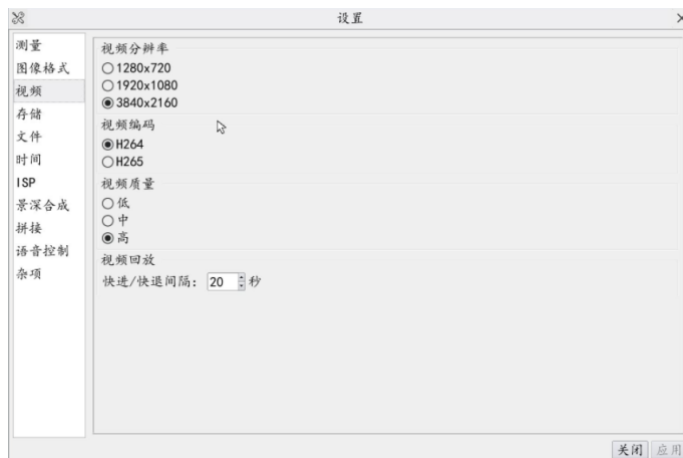 设置
测量
图像格式
视频
存储
文件
时间
ISP
景深合成
拼接
语音控制
杂项
视频分辨率
1280x720
1920x1080
3840x2160
视频编码
H264
H265
视频质量
低
中
高
视频回放
快进/快退间隔： 20 秒
关闭 应用